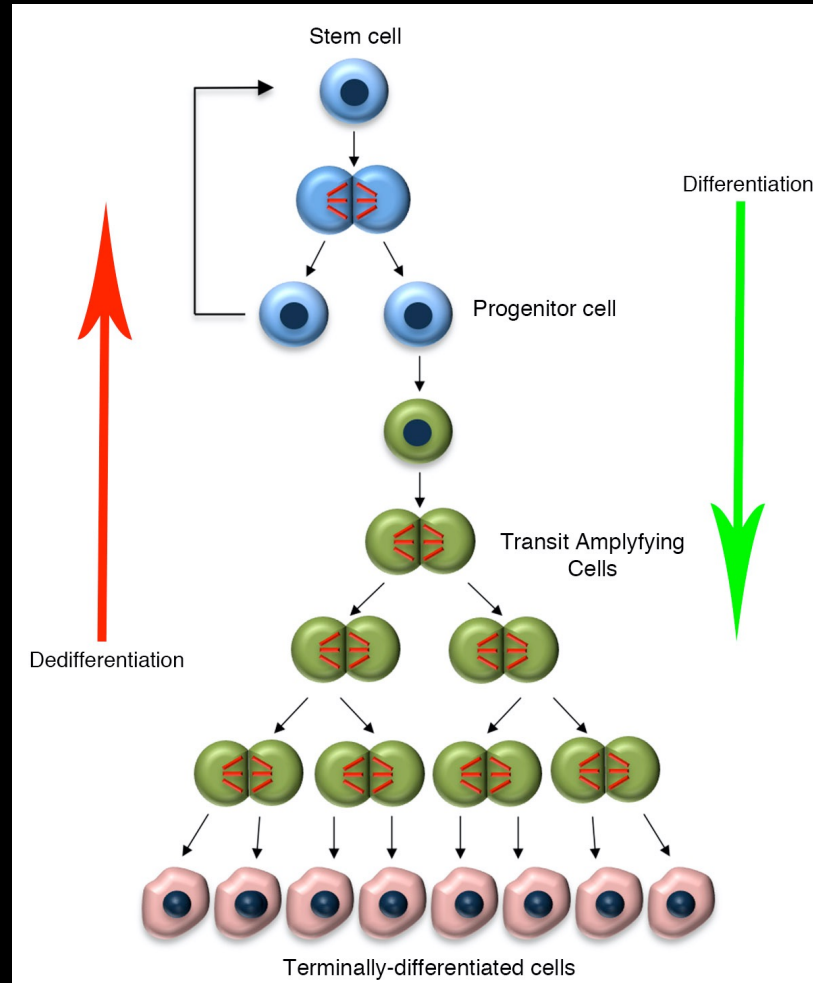 Stem cell
Differentiation
Progenitor cell
Transit Amplyfying
Cells
Dedifferentiation
Terminally-differentiated cells